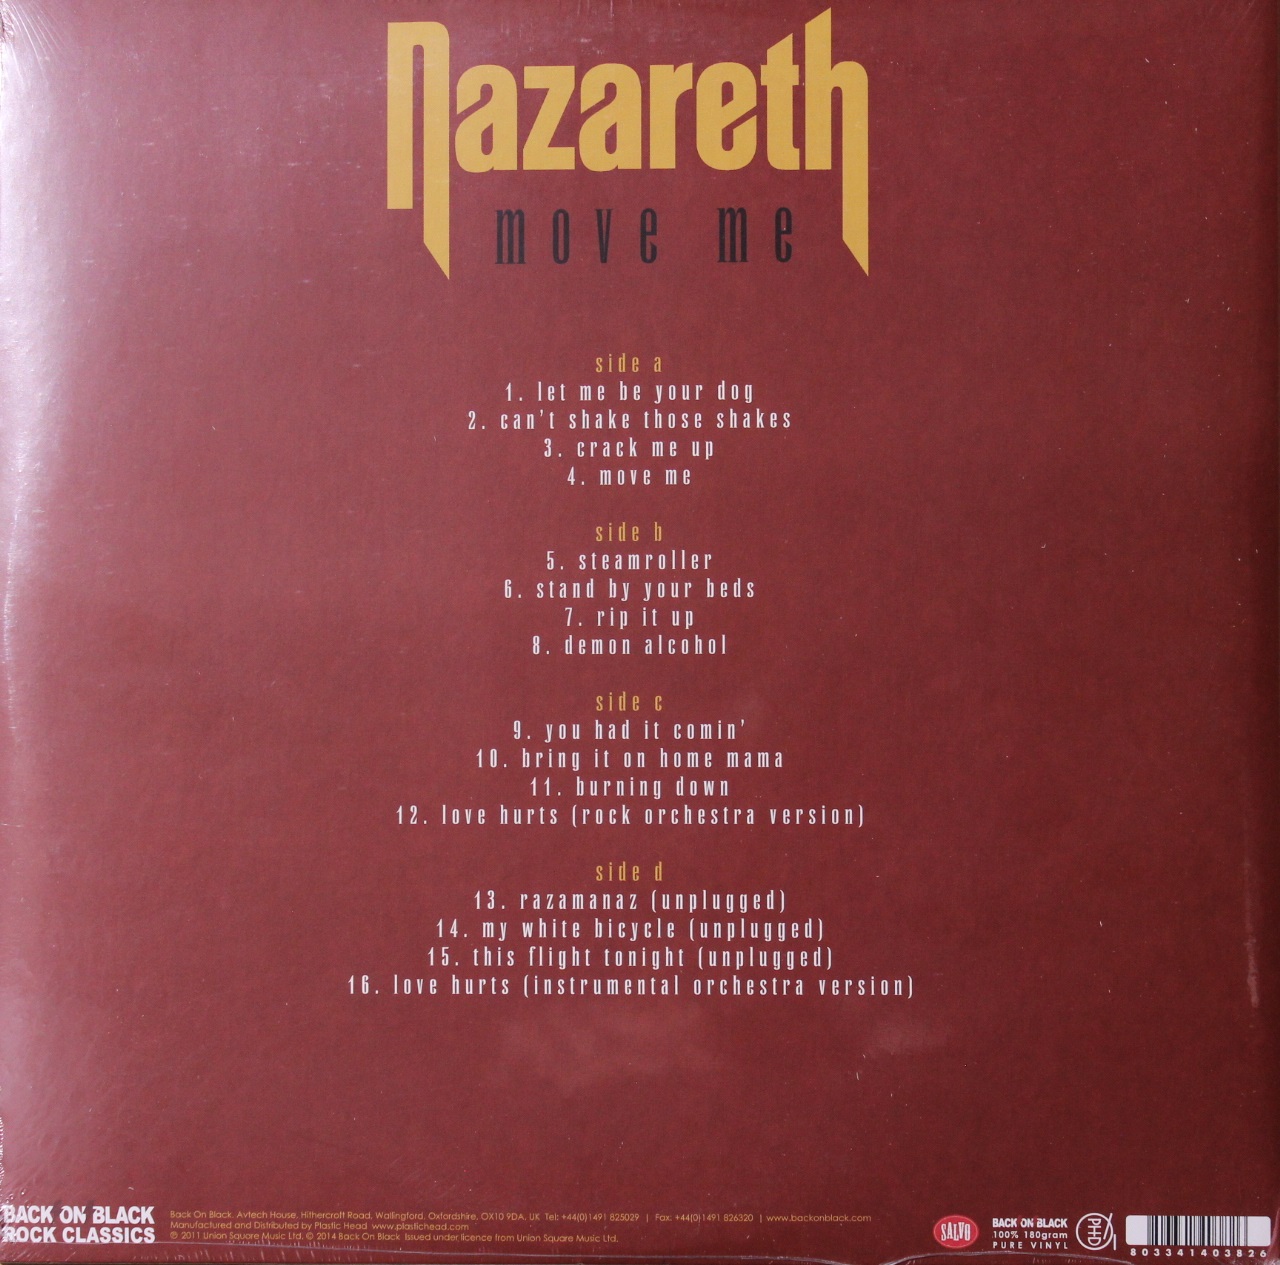 nazareth
move me
side a
1. let me be your dog
2. can't shake those shakes
3. crack me up
4. move me
side b
5. steamroller
6. stand by your beds
7. rip it up
8. demon alcohol
side c
9. you had it comin'
10. bring it on home mama
11. burning down
12. love hurts (rock orchestra version)
side d
13. razamanaz (unplugged)
14. my white bicycle (unplugged)
15. this flight tonight (unplugged)
16. love hurts (instrumental orchestra version)
BACK ON BLACK
ROCK CLASSICS
Back On Black, Avtech House, Hithercroft Road, Wallingford, Oxfordshire, OX10 9DA, UK Tel: +44(0)1491 825029 | Fax: +44(0)1491 826320 | www.backonblack.com
Manufactured and Distributed by Plastic Head www.plastichead.com
℗ 2011 Union Square Music Ltd. © 2014 Back On Black Issued under licence from Union Square Music Ltd.
SALVO
BACK ON BLACK
100% 180gram
PURE VINYL
PHD
803341403826